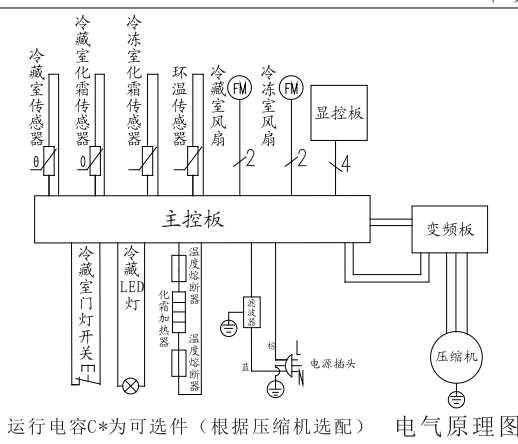 冷藏室传感器
冷藏室化霜传感器
冷冻室化霜传感器
环温传感器
冷藏室风扇
冷冻室风扇
FM
FM
显控板
θ
θ
2
2
4
主控板
变频板
冷藏室门灯开关
冷藏LED灯
温度熔断器
化霜加热器
温度熔断器
滤波器
棕
蓝
L
N
电源插头
压缩机
运行电容C*为可选件（根据压缩机选配）
电气原理图